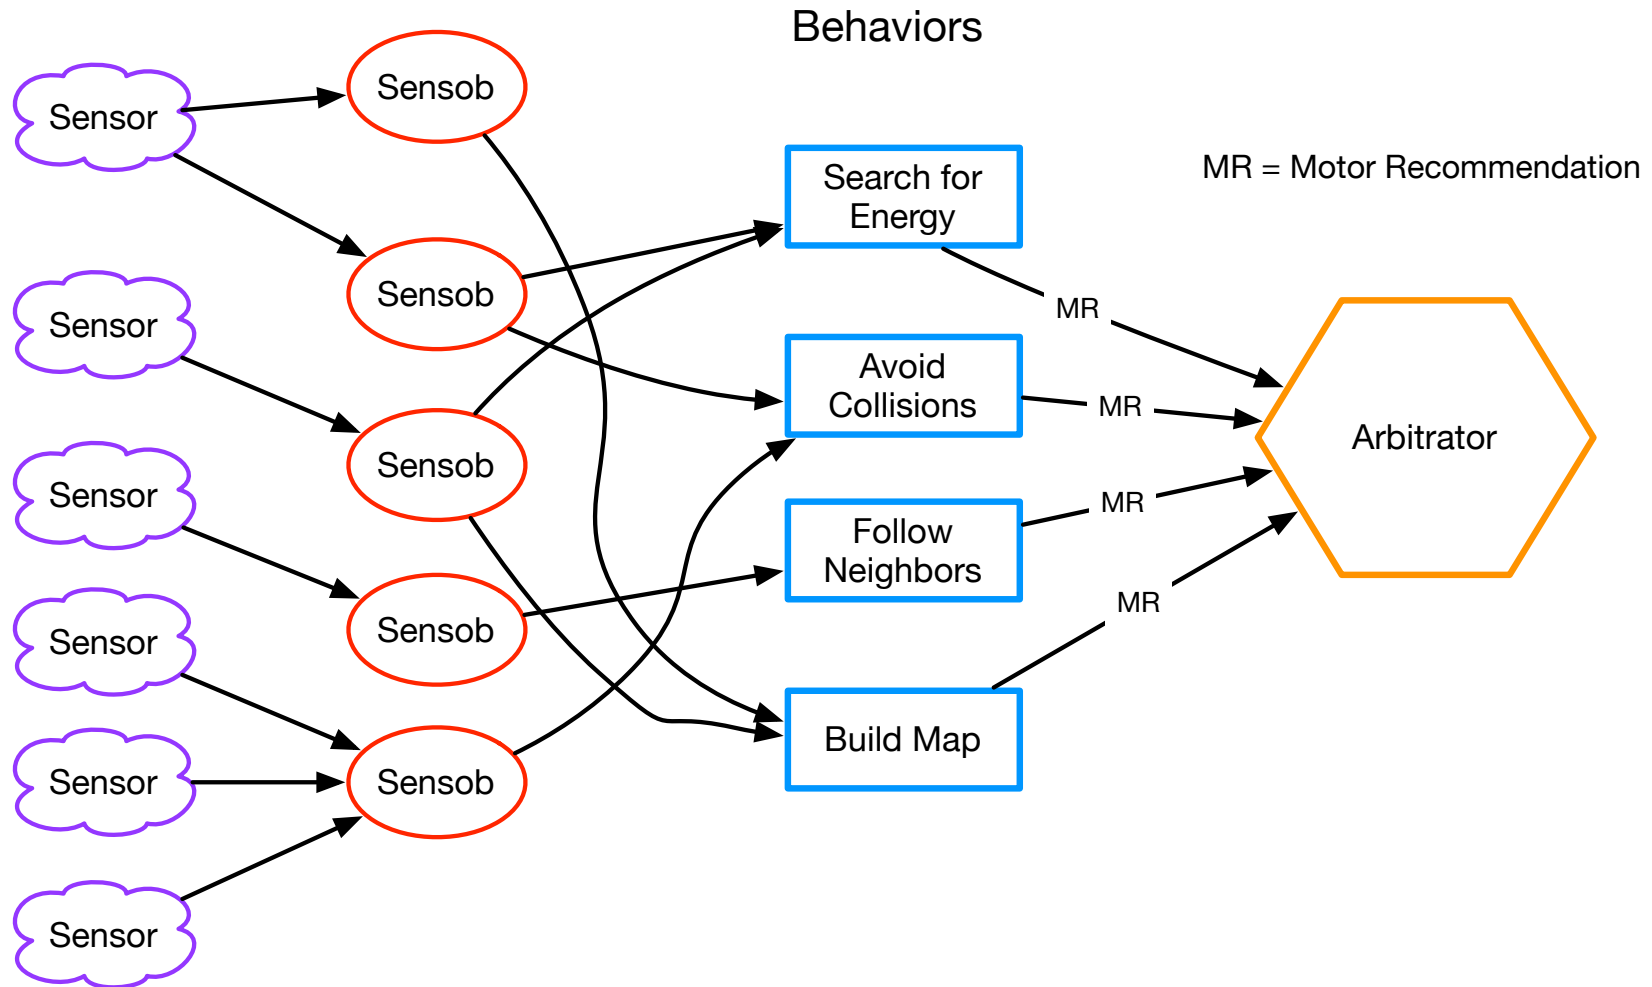 Behaviors
Sensor
Sensor
Sensor
Sensor
Sensor
Sensor
Sensob
Sensob
Sensob
Sensob
Sensob
Search for
Energy
Avoid
Collisions
Follow
Neighbors
Build Map
MR
MR
MR
MR
MR = Motor Recommendation
Arbitrator